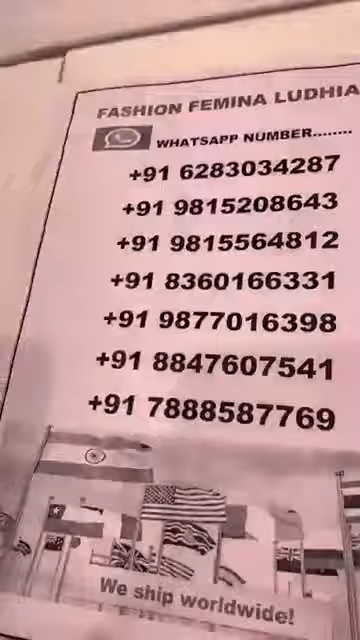 FASHION FEMINA LUDHIA
WHATSAPP NUMBER........
+91 6283034287
+91 9815208643
+91 9815564812
+91 8360166331
+91 9877016398
+91 8847607541
+91 7888587769
We ship worldwide!